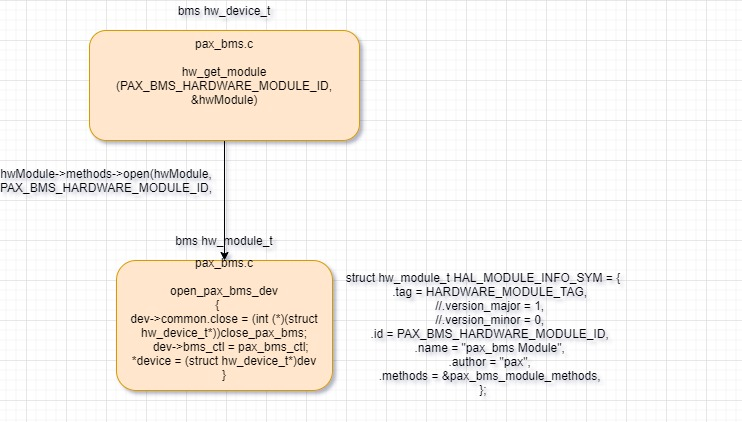 bms hw_device_t
pax_bms.c
hw_get_module
(PAX_BMS_HARDWARE_MODULE_ID,
&hwModule)
hwModule->methods->open(hwModule,
PAX_BMS_HARDWARE_MODULE_ID,
bms hw_module_t
pax_bms.c
open_pax_bms_dev
{
dev->common.close = (int (*)(struct
hw_device_t*))close_pax_bms;
dev->bms_ctl = pax_bms_ctl;
*device = (struct hw_device_t*)dev
}
struct hw_module_t HAL_MODULE_INFO_SYM = {
.tag = HARDWARE_MODULE_TAG,
//.version_major = 1,
//.version_minor = 0,
.id = PAX_BMS_HARDWARE_MODULE_ID,
.name = "pax_bms Module",
.author = "pax",
.methods = &pax_bms_module_methods,
};